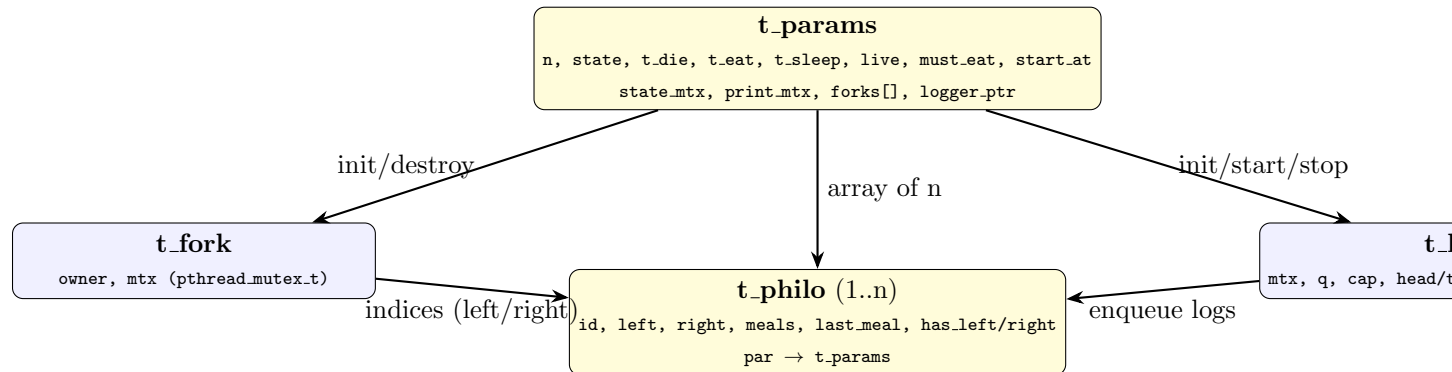 t_params
n, state, t_die, t_eat, t_sleep, live, must_eat, start_at
state_mtx, print_mtx, forks[], logger_ptr
init/destroy
init/start/stop
array of n
t_fork
owner, mtx (pthread_mutex_t)
mtx, q, cap,
indices (left/right)
t_philo (1..n)
id, left, right, meals, last_meal, has_left/right
par → t_params
enqueue logs